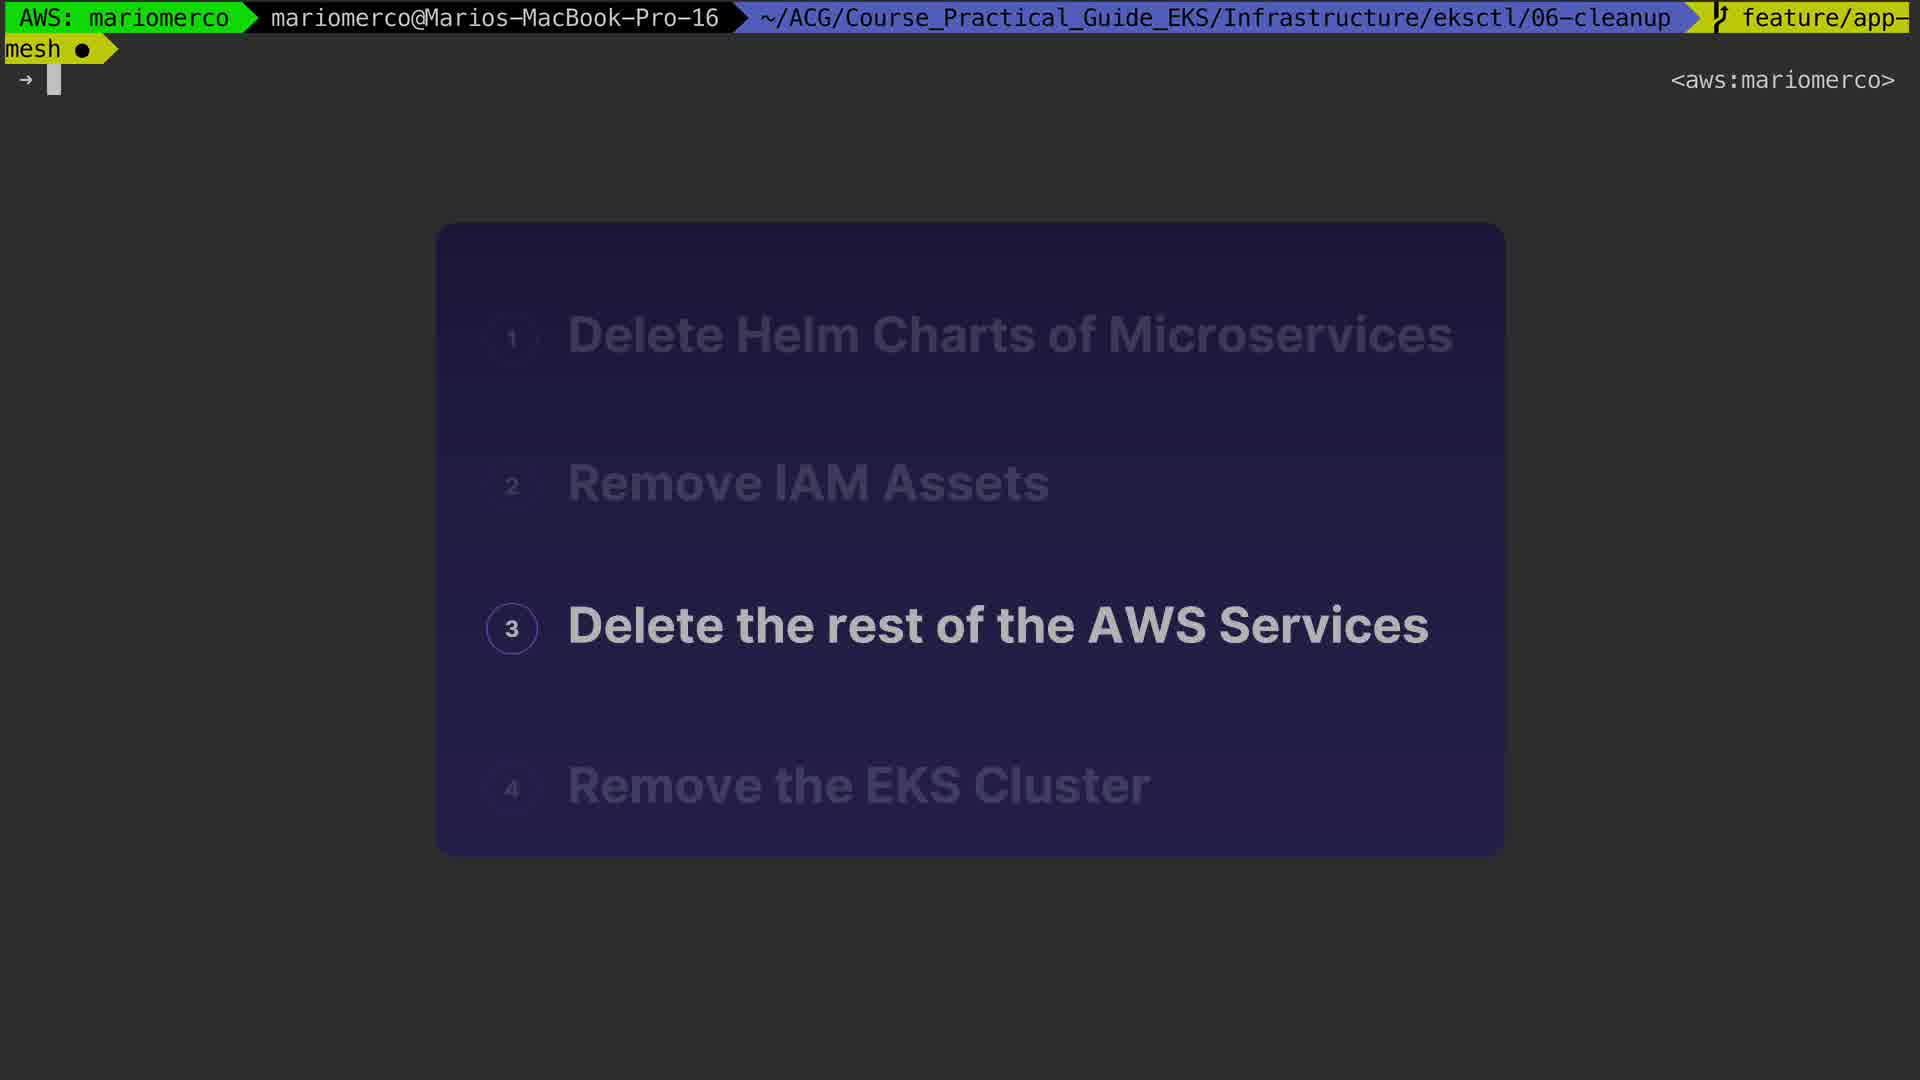 AWS: mariomerco mariomerco@Marios-MacBook-Pro-16 ~/ACG/Course_Practical_Guide_EKS/Infrastructure/eksctl/06-cleanup feature/app-
mesh ●
→ <aws:mariomerco>
1 Delete Helm Charts of Microservices
2 Remove IAM Assets
3 Delete the rest of the AWS Services
4 Remove the EKS Cluster